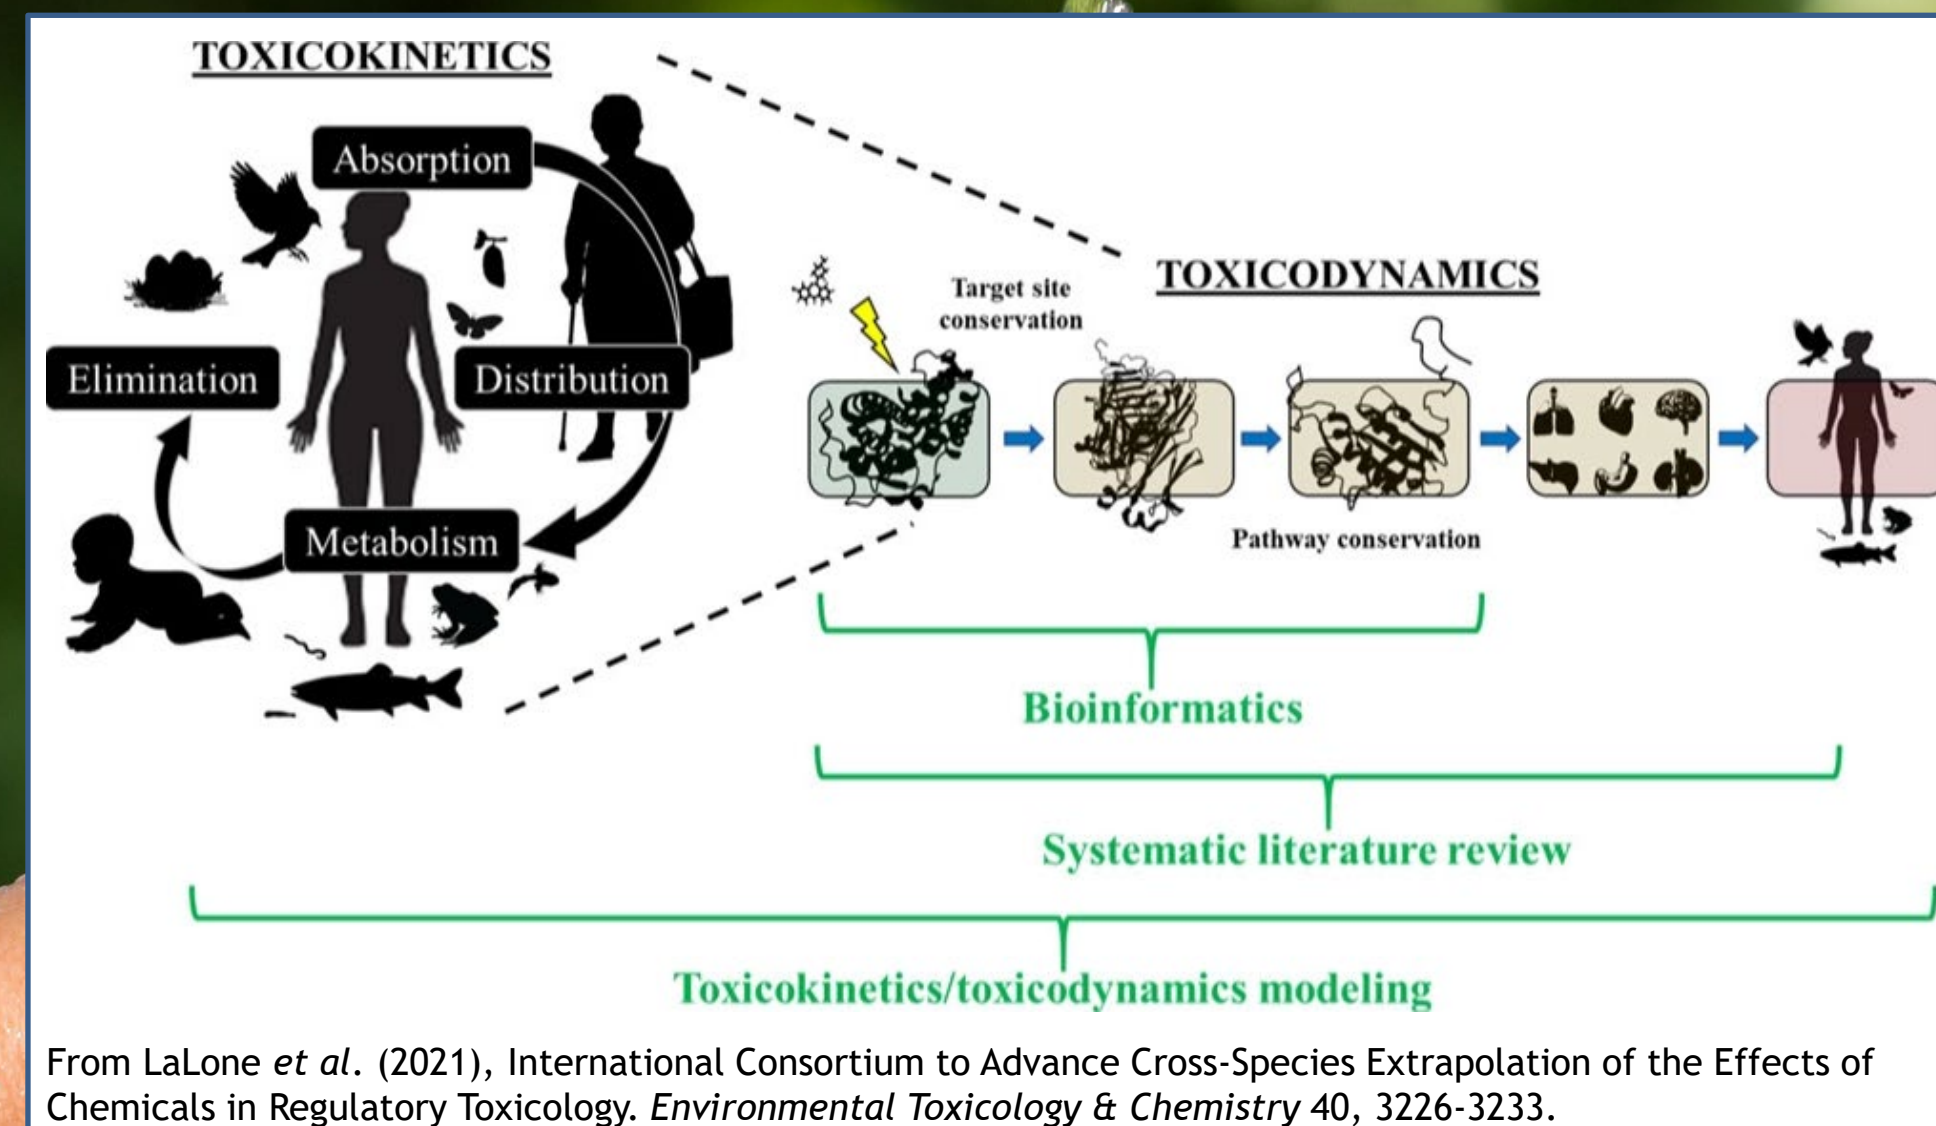 TOXICOKINETICS
Absorption
Elimination
Distribution
Metabolism
TOXICODYNAMICS
Target site
conservation
Pathway conservation
Bioinformatics
Systematic literature review
Toxicokinetics/toxicodynamics modeling
From LaLone et al. (2021), International Consortium to Advance Cross-Species Extrapolation of the Effects of
Chemicals in Regulatory Toxicology. Environmental Toxicology & Chemistry 40, 3226-3233.